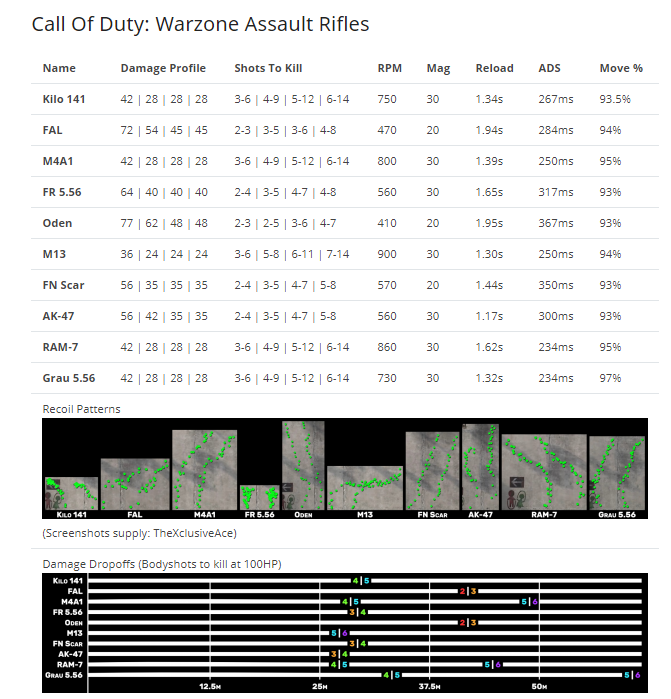 Call Of Duty: Warzone Assault Rifles
Name Damage Profile Shots To Kill RPM Mag Reload ADS Move %
Kilo 141 42 | 28 | 28 | 28 3-6 | 4-9 | 5-12 | 6-14 750 30 1.34s 267ms 93.5%
FAL 72 | 54 | 45 | 45 2-3 | 3-5 | 3-6 | 4-8 470 20 1.94s 284ms 94%
M4A1 42 | 28 | 28 | 28 3-6 | 4-9 | 5-12 | 6-14 800 30 1.39s 250ms 95%
FR 5.56 64 | 40 | 40 | 40 2-4 | 3-5 | 4-7 | 4-8 560 30 1.65s 317ms 93%
Oden 77 | 62 | 48 | 48 2-3 | 2-5 | 3-6 | 4-7 410 20 1.95s 367ms 93%
M13 36 | 24 | 24 | 24 3-6 | 5-8 | 6-11 | 7-14 900 30 1.30s 250ms 94%
FN Scar 56 | 35 | 35 | 35 2-4 | 3-5 | 4-7 | 5-8 570 20 1.44s 350ms 93%
AK-47 56 | 42 | 35 | 35 2-4 | 3-5 | 4-7 | 5-8 560 30 1.17s 300ms 93%
RAM-7 42 | 28 | 28 | 28 3-6 | 4-9 | 5-12 | 6-14 860 30 1.62s 234ms 95%
Grau 5.56 42 | 28 | 28 | 28 3-6 | 4-9 | 5-12 | 6-14 730 30 1.32s 234ms 97%
Recoil Patterns
Kilo 141 FAL M4A1 FR 5.56 Oden M13 FN Scar AK-47 RAM-7 Grau 5.56
(Screenshots supply: TheXclusiveAce)
Damage Dropoffs (Bodyshots to kill at 100HP)
Kilo 141 4|5
FAL 2|3
M4A1 4|5 5|6
FR 5.56 3|4
Oden 2|3
M13 5|6
FN Scar 3|4
AK-47 3|4
RAM-7 4|5 5|6
Grau 5.56 4|5 5|6
12.5m 25m 37.5m 50m